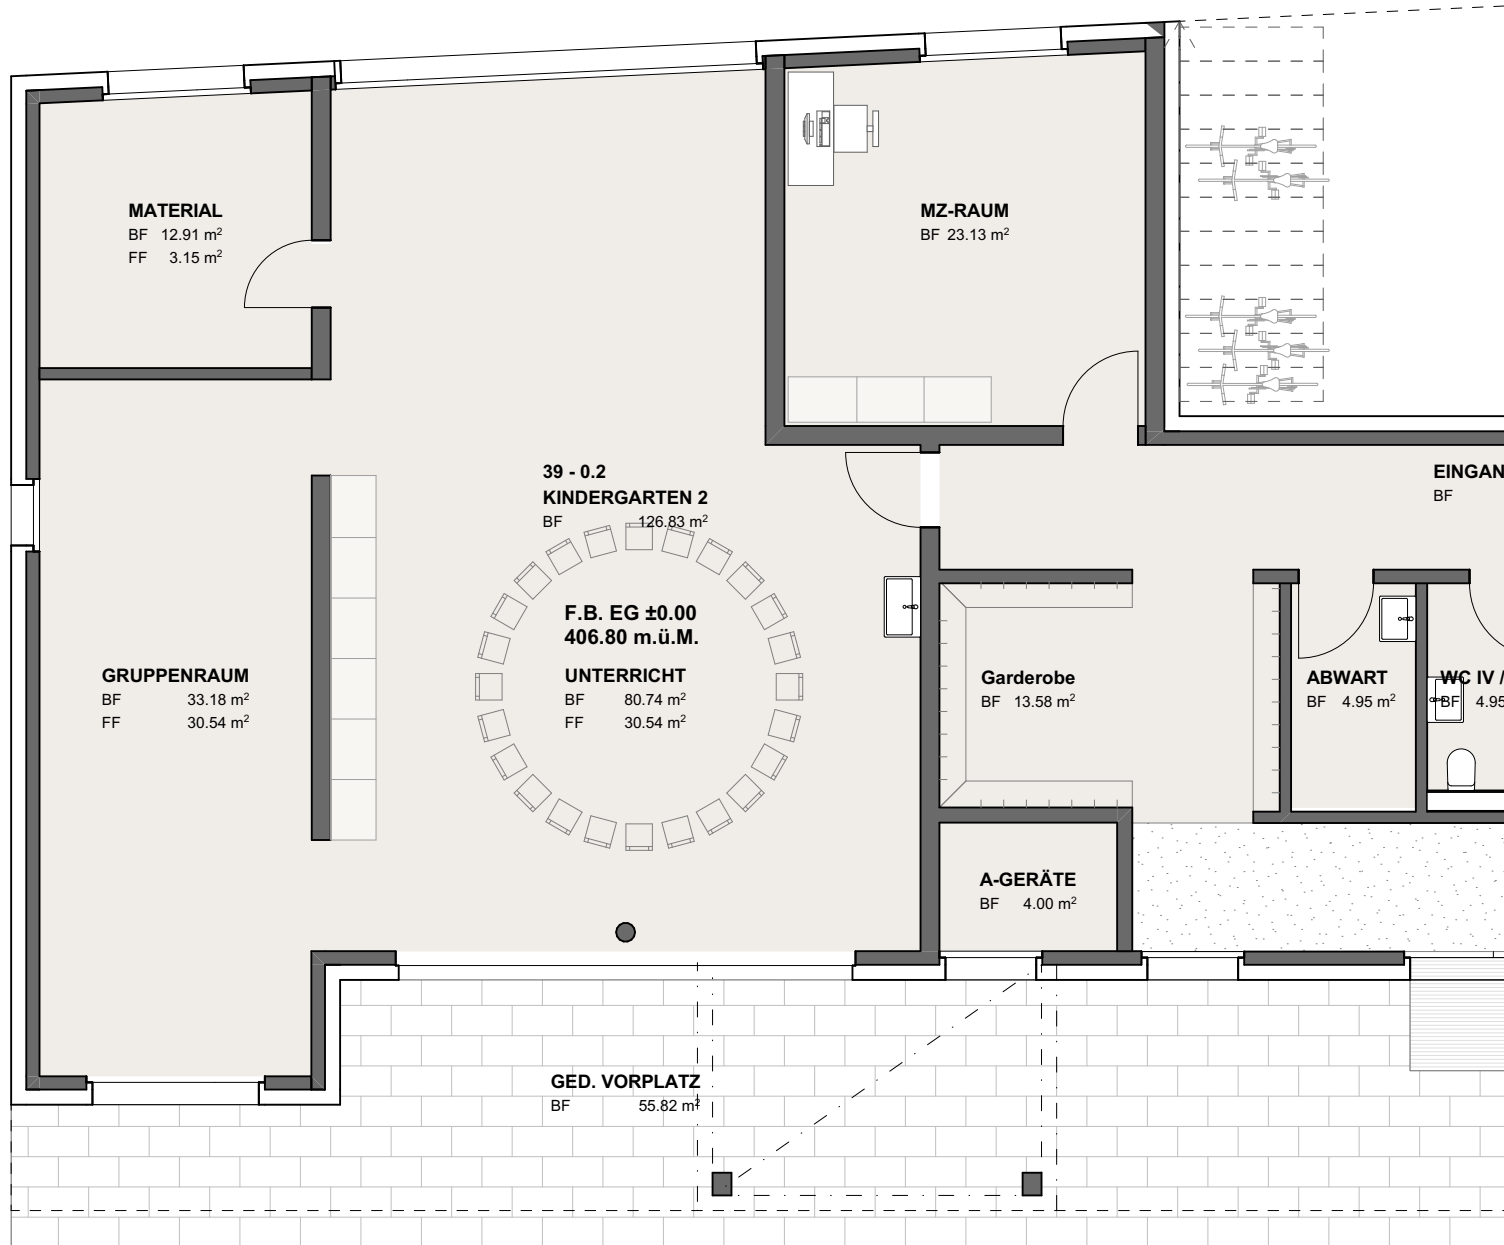 MATERIAL
BF 12.91 m²
FF 3.15 m²
MZ-RAUM
BF 23.13 m²
39 - 0.2
KINDERGARTEN 2
BF 126.83 m²
EINGAN
BF
F.B. EG ±0.00
406.80 m.ü.M.
UNTERRICHT
BF 80.74 m²
FF 30.54 m²
GRUPPENRAUM
BF 33.18 m²
FF 30.54 m²
Garderobe
BF 13.58 m²
ABWART
BF 4.95 m²
WC IV /
BF 4.95
A-GERÄTE
BF 4.00 m²
GED. VORPLATZ
BF 55.82 m²